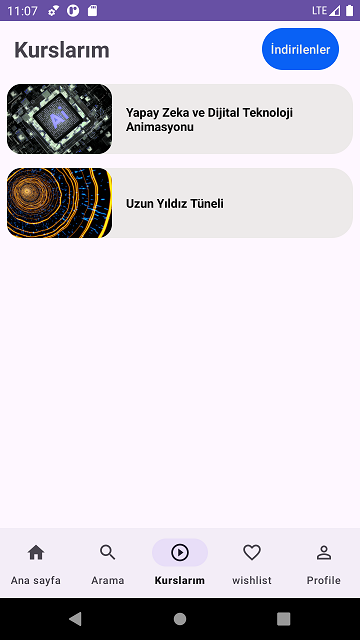 11:07
LTE
Kurslarım
İndirilenler
Ai
Yapay Zeka ve Dijital Teknoloji
Animasyonu
Uzun Yıldız Tüneli
Ana sayfa
Arama
Kurslarım
wishlist
Profile